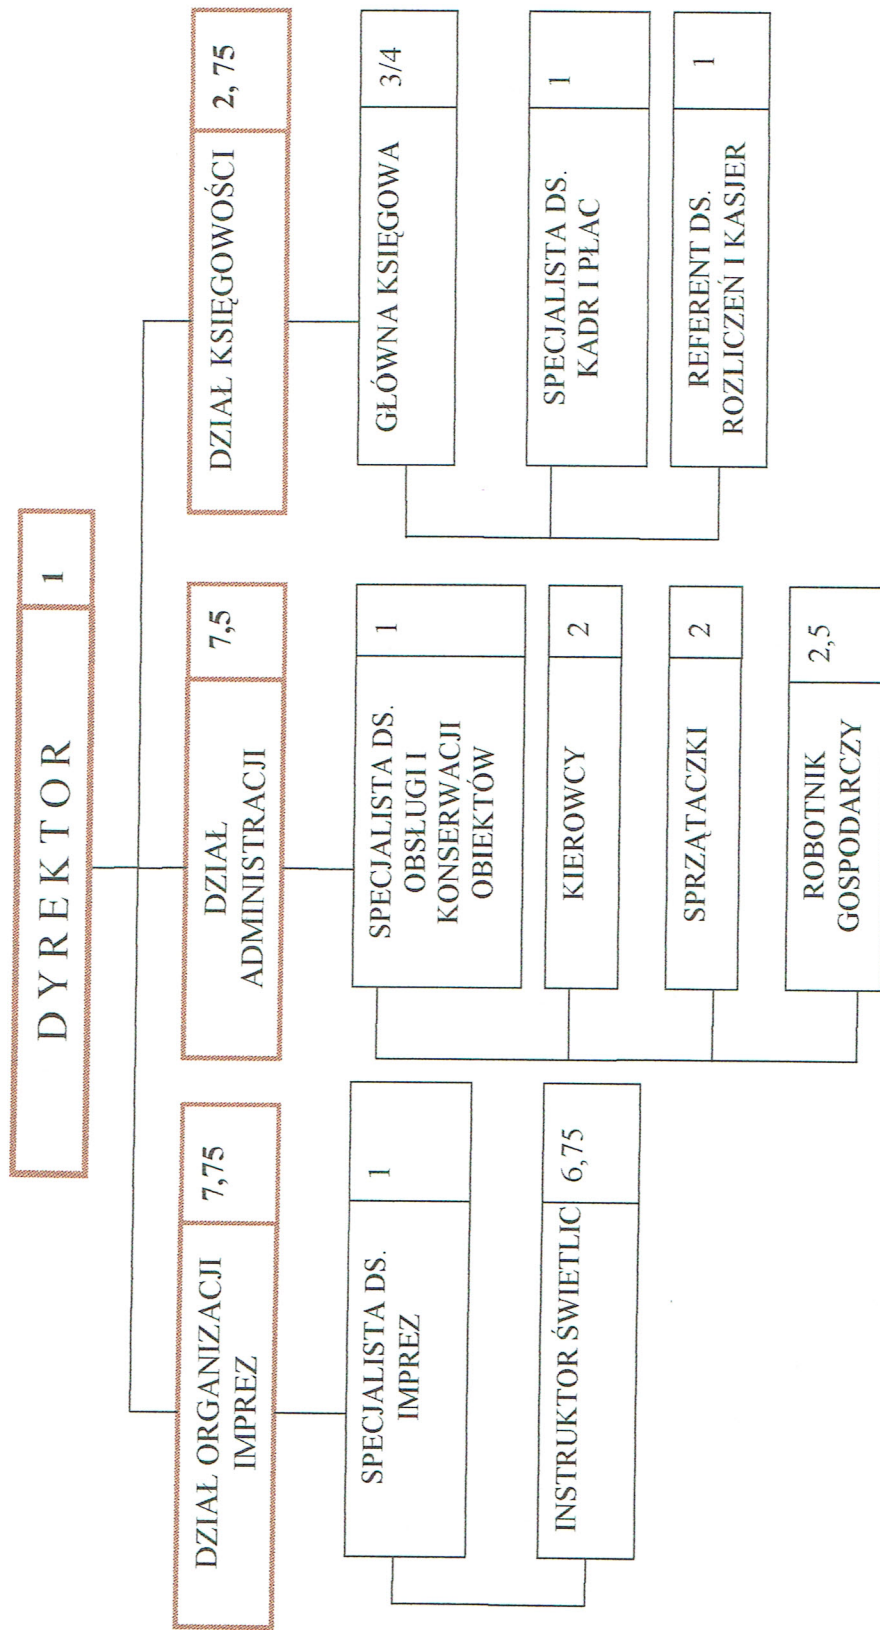 DYREKTOR 1
DZIAŁ ORGANIZACJI
IMPREZ
7,75
SPECJALISTA DS.
IMPREZ
1
INSTRUKTOR ŚWIETLIC 6,75
DZIAŁ
ADMINISTRACJI
7,5
SPECJALISTA DS.
OBSŁUGI I
KONSERWACJI
OBIEKTÓW
1
KIEROWCY 2
SPRZĄTACZKI 2
ROBOTNIK
GOSPODARCZY
2,5
DZIAŁ KSIĘGOWOŚCI 2, 75
GŁÓWNA KSIĘGOWA 3/4
SPECJALISTA DS.
KADR I PŁAC
1
REFERENT DS.
ROZLICZEŃ I KASJER
1